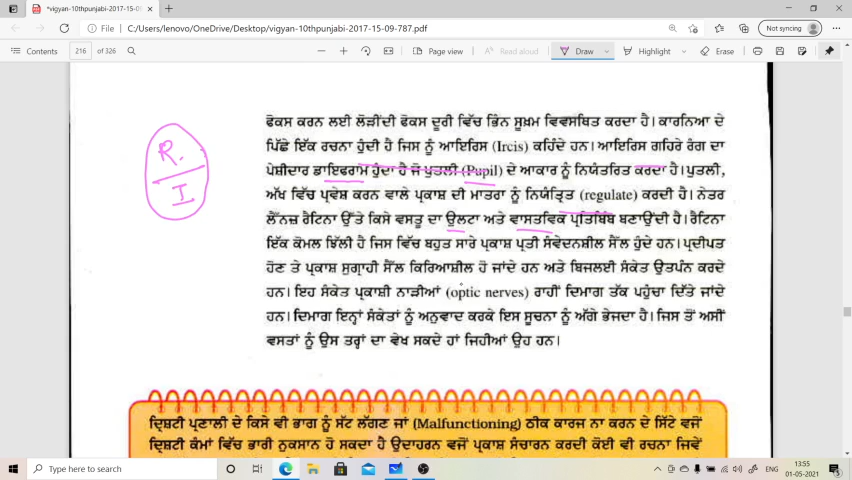 *vigyan-10thpunjabi-2017-15-09
File | C:/Users/lenovo/OneDrive/Desktop/vigyan-10thpunjabi-2017-15-09-787.pdf
Not syncing
Contents 216 of 326 Page view Read aloud Draw Highlight Erase
ਫੋਕਸ ਕਰਨ ਲਈ ਲੋੜੀਂਦੀ ਫੋਕਸ ਦੂਰੀ ਵਿੱਚ ਭਿੰਨ ਸੂਖ਼ਮ ਵਿਵਸਥਿਤ ਕਰਦਾ ਹੈ। ਕਾਰਨਿਆ ਦੇ
ਪਿੱਛੇ ਇੱਕ ਰਚਨਾ ਹੁੰਦੀ ਹੈ ਜਿਸ ਨੂੰ ਆਇਰਿਸ (Ircis) ਕਹਿੰਦੇ ਹਨ। ਆਇਰਿਸ ਗਹਿਰੇ ਰੰਗ ਦਾ
ਪੇਸ਼ੀਦਾਰ ਡਾਇਫਰਾਮ ਹੁੰਦਾ ਹੈ ਜੋ ਪੁਤਲੀ (Pupil) ਦੇ ਆਕਾਰ ਨੂੰ ਨਿਯੰਤਰਿਤ ਕਰਦਾ ਹੈ। ਪੁਤਲੀ,
ਅੱਖ ਵਿੱਚ ਪ੍ਰਵੇਸ਼ ਕਰਨ ਵਾਲੇ ਪ੍ਰਕਾਸ਼ ਦੀ ਮਾਤਰਾ ਨੂੰ ਨਿਯੰਤ੍ਰਿਤ (regulate) ਕਰਦੀ ਹੈ। ਨੇਤਰ
ਲੈੱਨਜ਼ ਰੈਟਿਨਾ ਉੱਤੇ ਕਿਸੇ ਵਸਤੂ ਦਾ ਉਲਟਾ ਅਤੇ ਵਾਸਤਵਿਕ ਪ੍ਰਤਿਬਿੰਬ ਬਣਾਉਂਦੀ ਹੈ। ਰੈਟਿਨਾ
ਇੱਕ ਕੋਮਲ ਝਿੱਲੀ ਹੈ ਜਿਸ ਵਿੱਚ ਬਹੁਤ ਸਾਰੇ ਪ੍ਰਕਾਸ਼ ਪ੍ਰਤੀ ਸੰਵੇਦਨਸ਼ੀਲ ਸੈੱਲ ਹੁੰਦੇ ਹਨ। ਪ੍ਰਦੀਪਤ
ਹੋਣ ਤੇ ਪ੍ਰਕਾਸ਼ ਸੁਗ੍ਰਾਹੀ ਸੈੱਲ ਕਿਰਿਆਸ਼ੀਲ ਹੋ ਜਾਂਦੇ ਹਨ ਅਤੇ ਬਿਜਲਈ ਸੰਕੇਤ ਉਤਪੰਨ ਕਰਦੇ
ਹਨ। ਇਹ ਸੰਕੇਤ ਪ੍ਰਕਾਸ਼ੀ ਨਾੜੀਆਂ (optic nerves) ਰਾਹੀਂ ਦਿਮਾਗ ਤੱਕ ਪਹੁੰਚਾ ਦਿੱਤੇ ਜਾਂਦੇ
ਹਨ। ਦਿਮਾਗ ਇਨ੍ਹਾਂ ਸੰਕੇਤਾਂ ਨੂੰ ਅਨੁਵਾਦ ਕਰਕੇ ਇਸ ਸੂਚਨਾ ਨੂੰ ਅੱਗੇ ਭੇਜਦਾ ਹੈ। ਜਿਸ ਤੋਂ ਅਸੀਂ
ਵਸਤਾਂ ਨੂੰ ਉਸ ਤਰ੍ਹਾਂ ਦਾ ਵੇਖ ਸਕਦੇ ਹਾਂ ਜਿਹੀਆਂ ਉਹ ਹਨ।
R.
I
ਦ੍ਰਿਸ਼ਟੀ ਪ੍ਰਣਾਲੀ ਦੇ ਕਿਸੇ ਵੀ ਭਾਗ ਨੂੰ ਸੱਟ ਲੱਗਣ ਜਾਂ (Malfunctioning) ਠੀਕ ਕਾਰਜ ਨਾ ਕਰਨ ਦੇ ਸਿੱਟੇ ਵਜੋਂ
ਦ੍ਰਿਸ਼ਟੀ ਕੰਮਾਂ ਵਿੱਚ ਭਾਰੀ ਨੁਕਸਾਨ ਹੋ ਸਕਦਾ ਹੈ ਉਦਾਹਰਨ ਵਜੋਂ ਪ੍ਰਕਾਸ਼ ਸੰਚਾਰਨ ਕਰਦੀ ਕੋਈ ਵੀ ਰਚਨਾ ਜਿਵੇਂ
Type here to search
ENG
13:55
01-05-2021